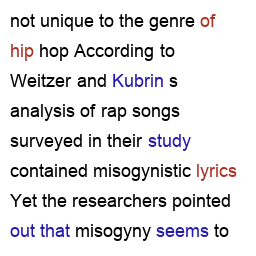 not unique to the genre of
hip hop According to
Weitzer and Kubrin s
analysis of rap songs
surveyed in their study
contained misogynistic lyrics
Yet the researchers pointed
out that misogyny seems to